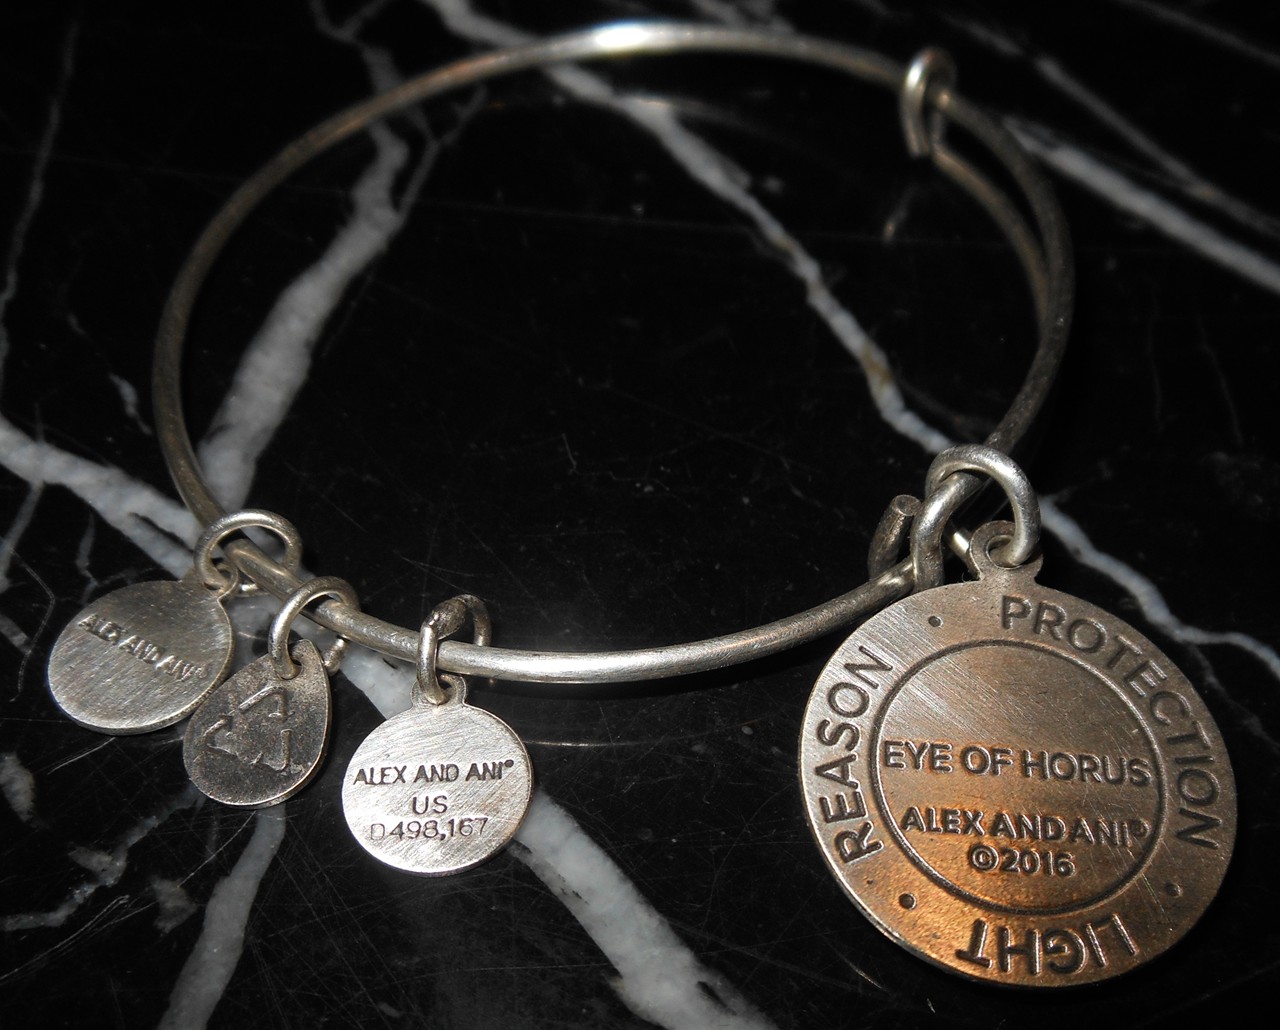 ALEX AND ANI®
ALEX AND ANI®
US
D498,167
REASON · PROTECTION · LIGHT ·
EYE OF HORUS
ALEX AND ANI®
©2016